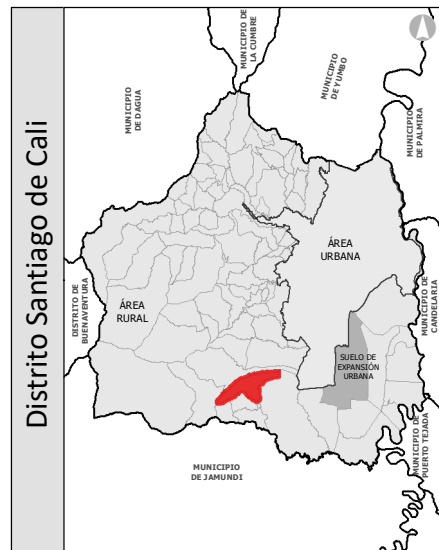 Distrito Santiago de Cali
MUNICIPIO
DE DAGUA
MUNICIPIO DE
LA CUMBRE
MUNICIPIO
DE YUMBO
MUNICIPIO
DE PALMIRA
ÁREA
URBANA
ÁREA
RURAL
DISTRITO DE
BUENAVENTURA
MUNICIPIO DE
CANDELARIA
SUELO DE
EXPANSIÓN
URBANA
MUNICIPIO DE
PUERTO TEJADA
MUNICIPIO
DE JAMUNDI